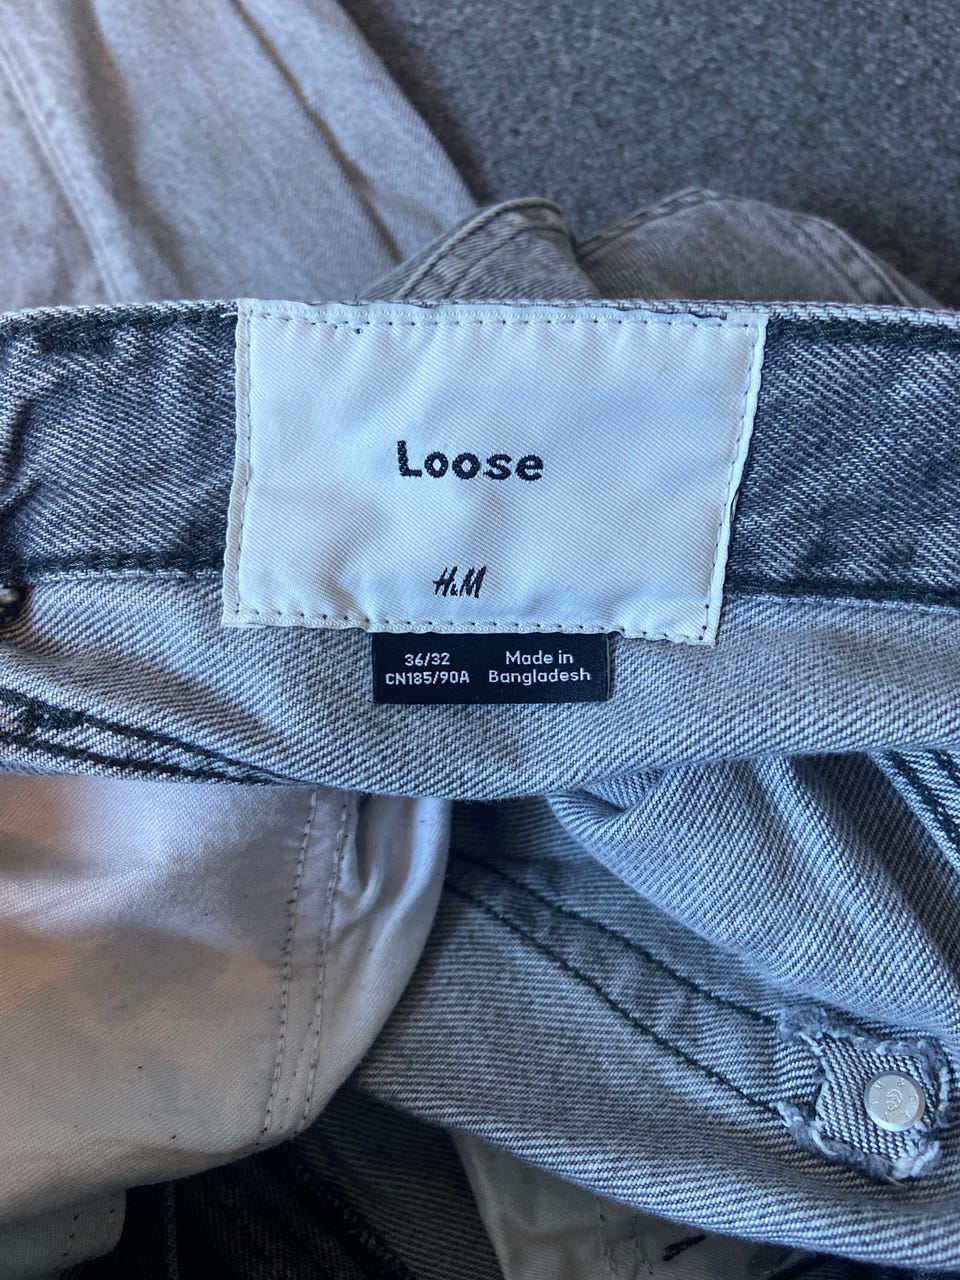 Loose
H&M
36/32
CN185/90A
Made in
Bangladesh